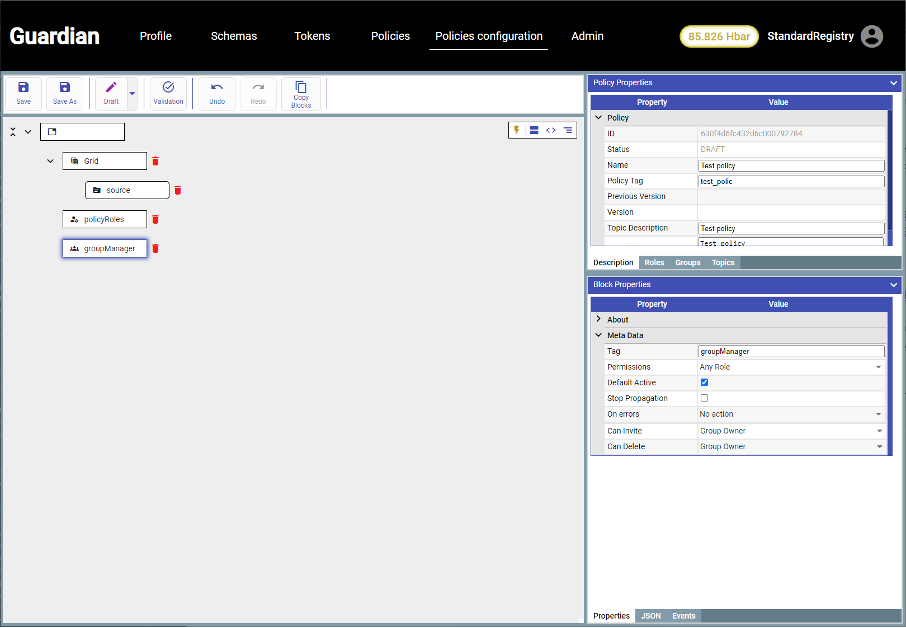 Guardian
Profile Schemas Tokens Policies Policies configuration Admin
85.826 Hbar StandardRegistry
Save Save As Draft Validation Undo Redo Copy Blocks
Grid
source
policyRoles
groupManager
Policy Properties
Property Value
Policy
ID 630f4d6fc432d6c000792784
Status DRAFT
Name Test policy
Policy Tag test_polic
Previous Version
Version
Topic Description Test policy
Test policy
Description Roles Groups Topics
Block Properties
Property Value
About
Meta Data
Tag groupManager
Permissions Any Role
Default Active
Stop Propagation
On errors No action
Can Invite Group Owner
Can Delete Group Owner
Properties JSON Events